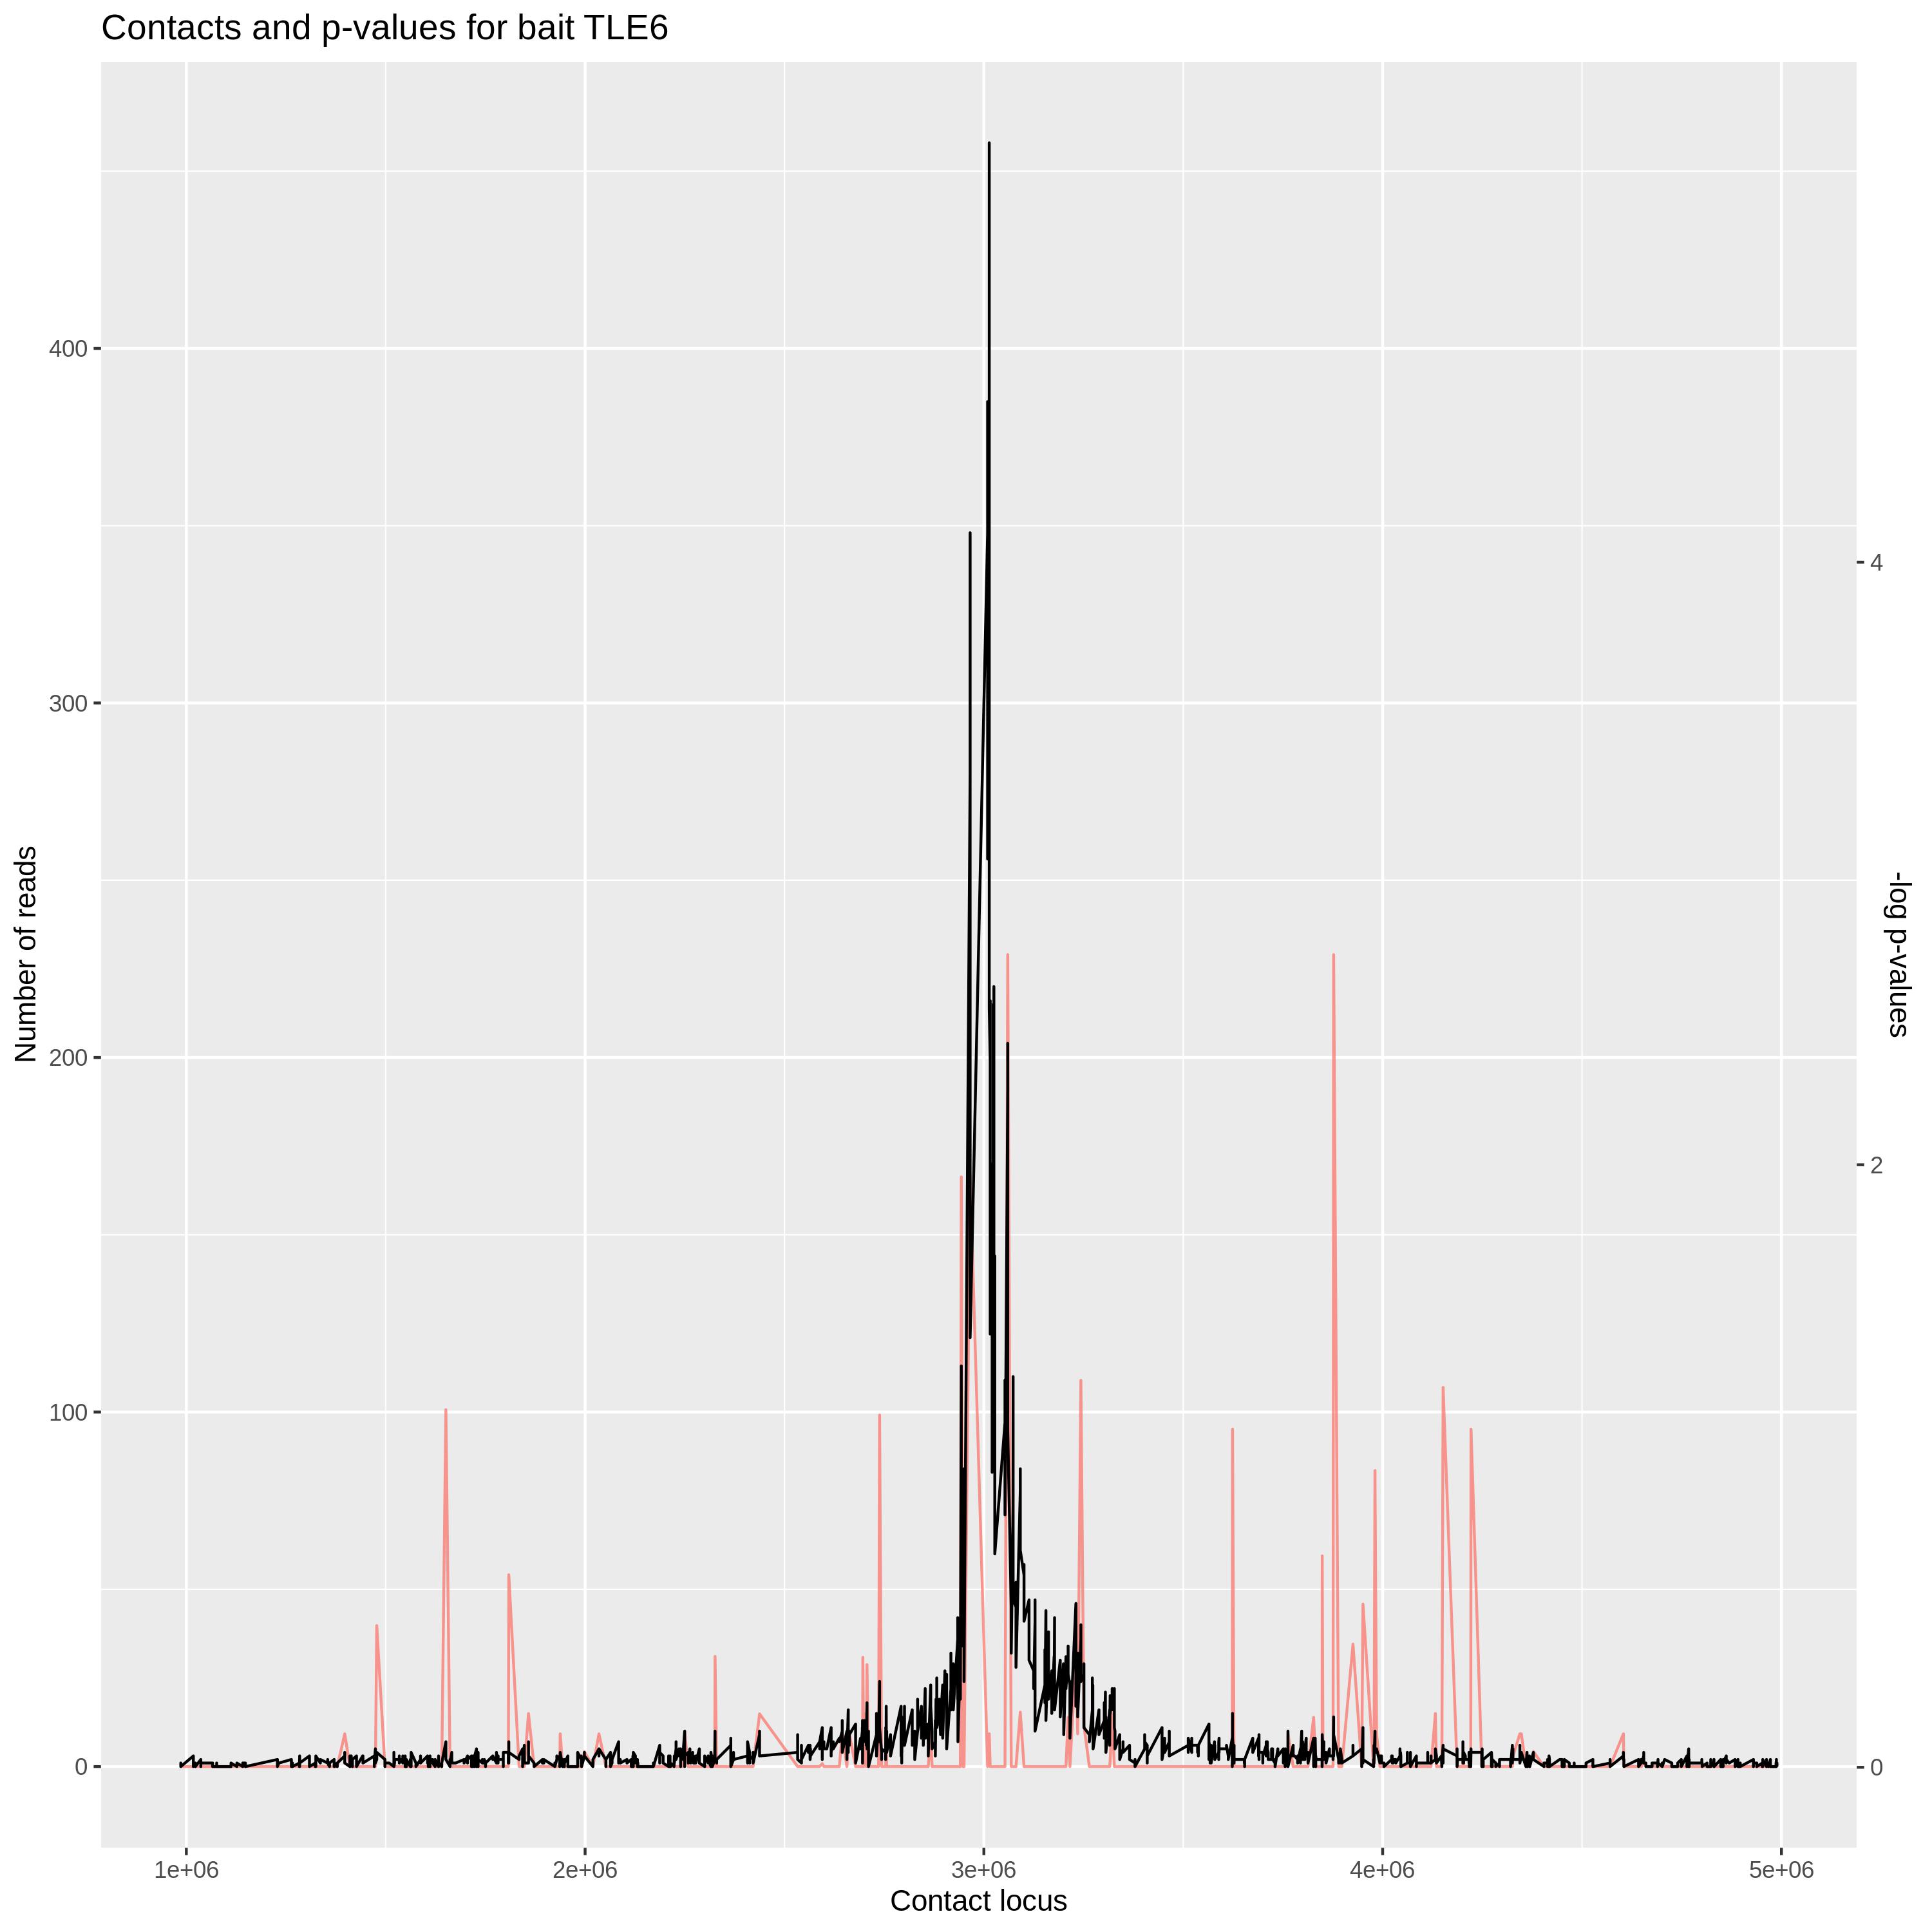 Contacts and p-values for bait TLE6
400
300
200
100
0
Number of reads
4
2
0
-log p-values
1e+06 2e+06 3e+06 4e+06 5e+06
Contact locus